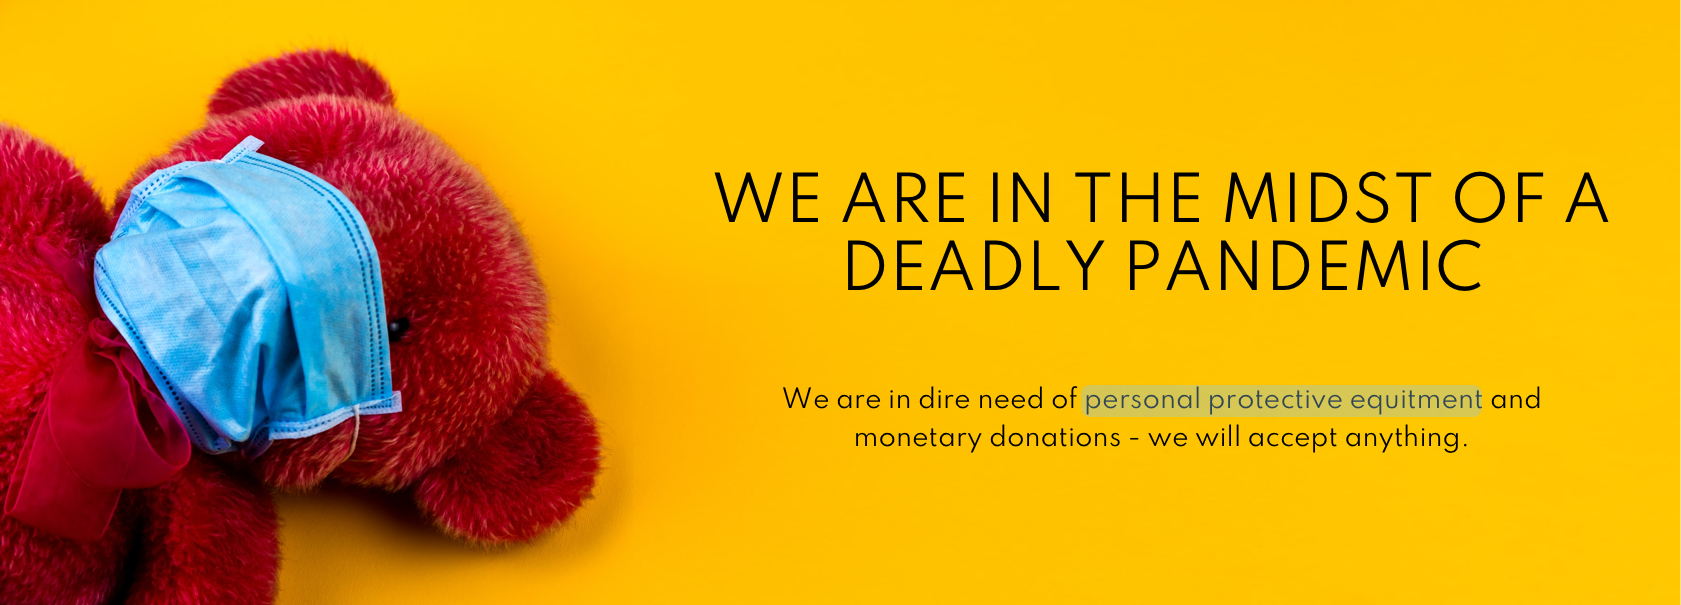 WE ARE IN THE MIDST OF A
DEADLY PANDEMIC
We are in dire need of personal protective equitment and
monetary donations - we will accept anything.